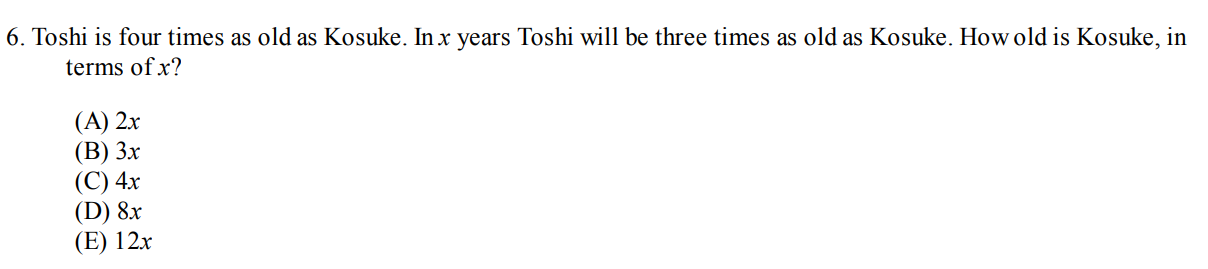 6. Toshi is four times as old as Kosuke. In x years Toshi will be three times as old as Kosuke. How old is Kosuke, in
terms of x?
(A) 2x
(B) 3x
(C) 4x
(D) 8x
(E) 12x